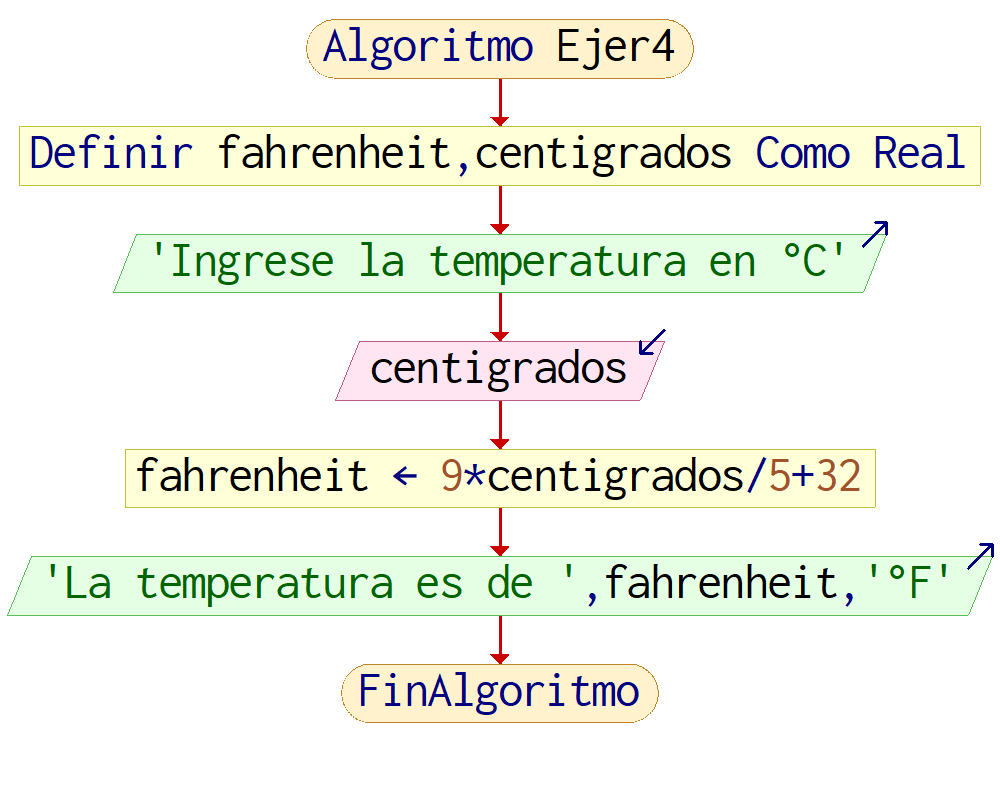 Algoritmo Ejer4
Definir fahrenheit,centigrados Como Real
'Ingrese la temperatura en °C'
centigrados
fahrenheit ← 9*centigrados/5+32
'La temperatura es de ',fahrenheit,'°F'
FinAlgoritmo